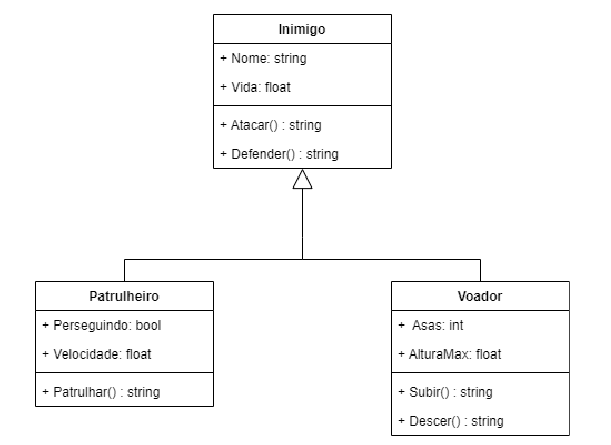 Inimigo
+ Nome: string
+ Vida: float
+ Atacar() : string
+ Defender() : string
Patrulheiro
+ Perseguindo: bool
+ Velocidade: float
+ Patrulhar() : string
Voador
+ Asas: int
+ AlturaMax: float
+ Subir() : string
+ Descer() : string